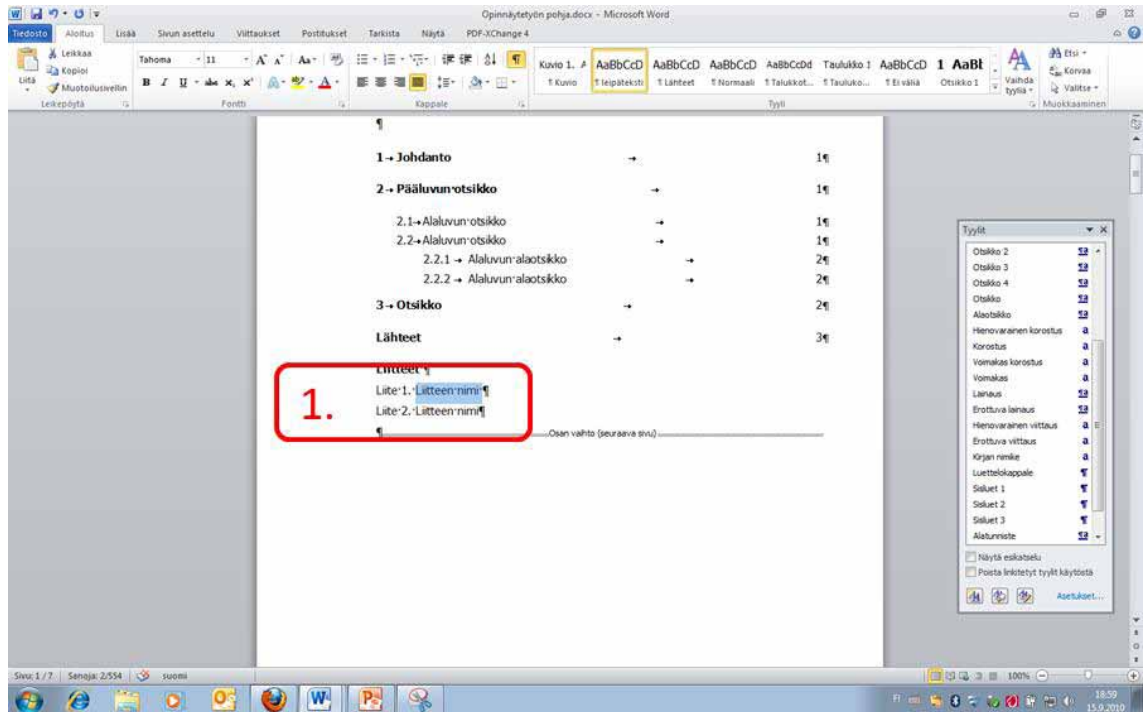 Opinnäytetyön pohja.docx - Microsoft Word
Tiedosto Aloitus Lisää Sivun asettelu Viittaukset Postitukset Tarkista Näytä PDF-XChange 4
Liitä
Leikkaa
Kopioi
Muotoilusivellin
Leikepöytä
Tahoma 11
Fontti
Kappale
Kuvio 1. A AaBbCcD AaBbCcD AaBbCcD AaBbCcDd Taulukko 1 AaBbCcD 1 AaBl
¶ Kuvio ¶ leipäteksti ¶ Lähteet ¶ Normaali ¶ Talukkot... ¶ Tauluko... ¶ Ei väliä Otsikko 1
Tyyli
Vaihda tyyliä
Etsi
Korvaa
Valitse
Muokkaaminen
¶
1→Johdanto → 1¶
2→Pääluvun·otsikko → 1¶
2.1→Alaluvun·otsikko → 1¶
2.2→Alaluvun·otsikko → 1¶
2.2.1 → Alaluvun·alaotsikko → 2¶
2.2.2 → Alaluvun·alaotsikko → 2¶
3→Otsikko → 2¶
Lähteet → 3¶
Liitteet ¶
1.
Liite·1.·Liitteen·nimi·¶
Liite·2.·Liitteen·nimi¶
¶ Osan vaihto (seuraava sivu)
Tyylit
Otsikko 2
Otsikko 3
Otsikko 4
Otsikko
Alaotsikko
Hienovarainen korostus
Korostus
Voimakas korostus
Voimakas
Lainaus
Erottuva lainaus
Hienovarainen viittaus
Erottuva viittaus
Kirjan nimike
Luettelokappale
Sisluet 1
Sisluet 2
Sisluet 3
Alatunniste
Näytä esikatselu
Poista linkitetyt tyylit käytöstä
Asetukset...
Sivu: 1 / 7 Sanoja: 2/554 suomi
100%
FI
18:59
15.9.2010